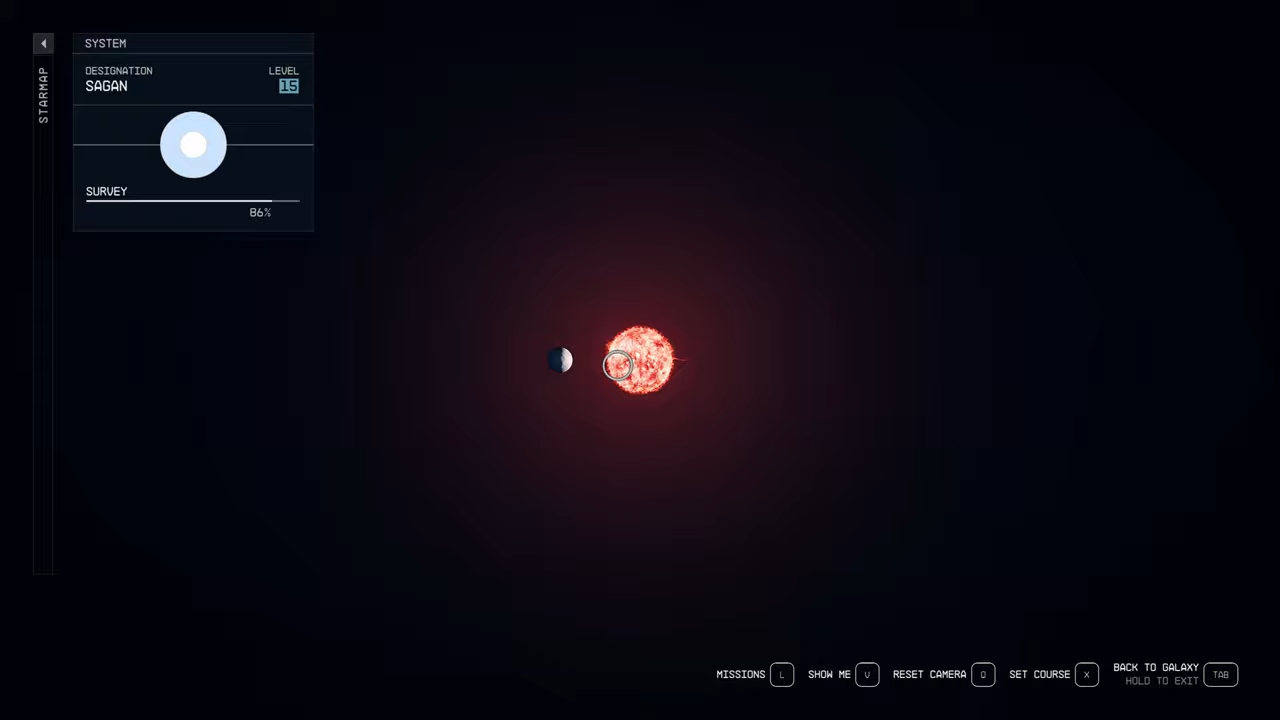 SYSTEM
DESIGNATION LEVEL
SAGAN 15
SURVEY
86%
STARMAP
MISSIONS L SHOW ME V RESET CAMERA Q SET COURSE X BACK TO GALAXY TAB
HOLD TO EXIT